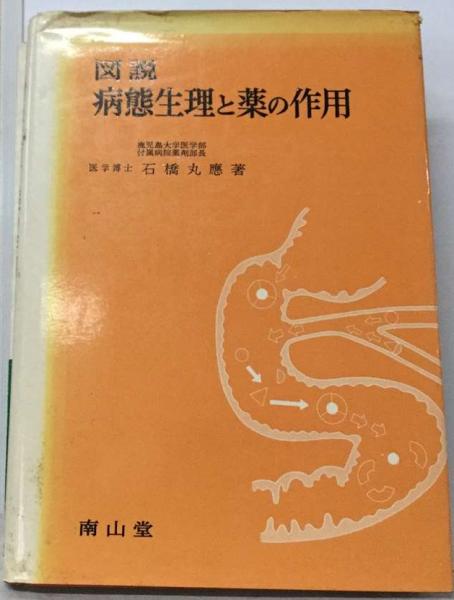 図説
病態生理と薬の作用
鹿児島大学医学部
付属病院薬剤部長
医学博士 石橋丸應著
南山堂